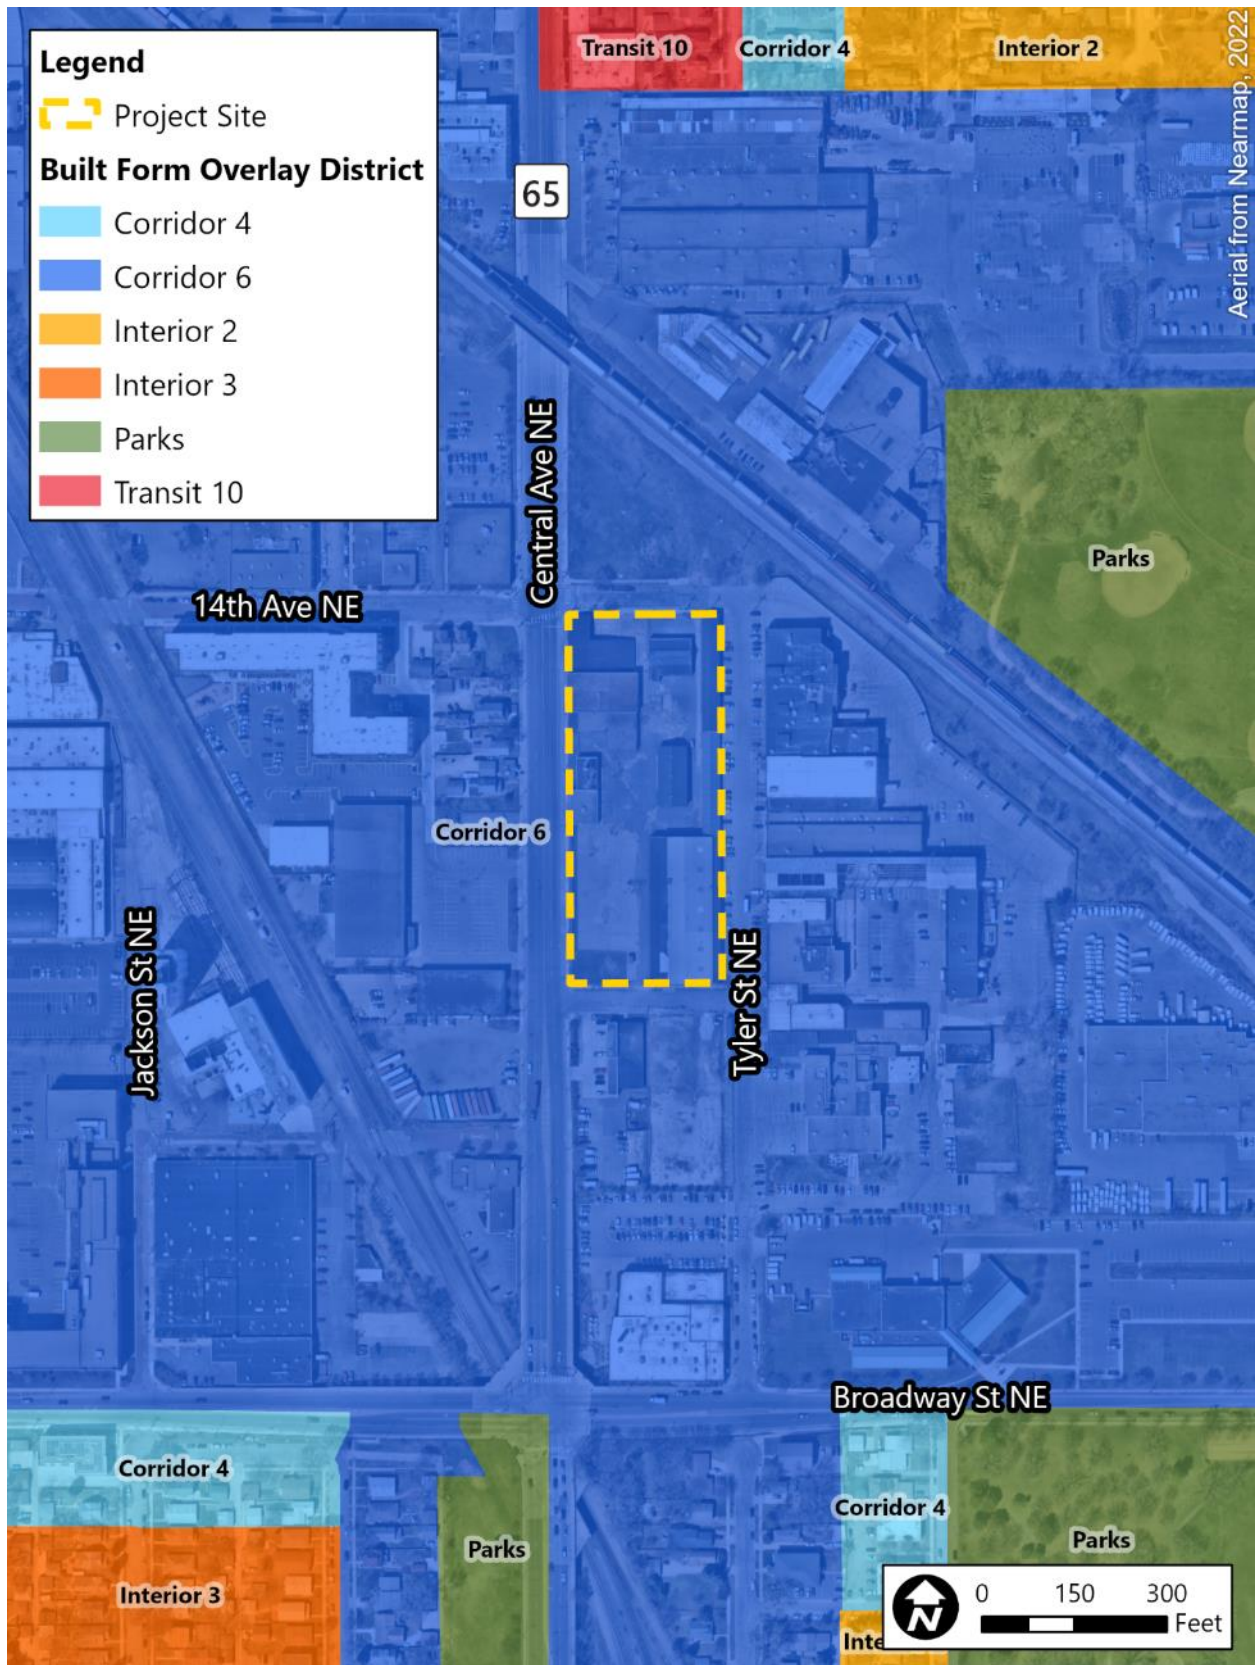 Legend
Project Site
Built Form Overlay District
Corridor 4
Corridor 6
Interior 2
Interior 3
Parks
Transit 10
Transit 10
Corridor 4
Interior 2
Aerial from Nearmap, 2022
65
Central Ave NE
Parks
14th Ave NE
Corridor 6
Jackson St NE
Tyler St NE
Broadway St NE
Corridor 4
Corridor 4
Parks
Parks
Interior 3
N
0 150 300
Feet